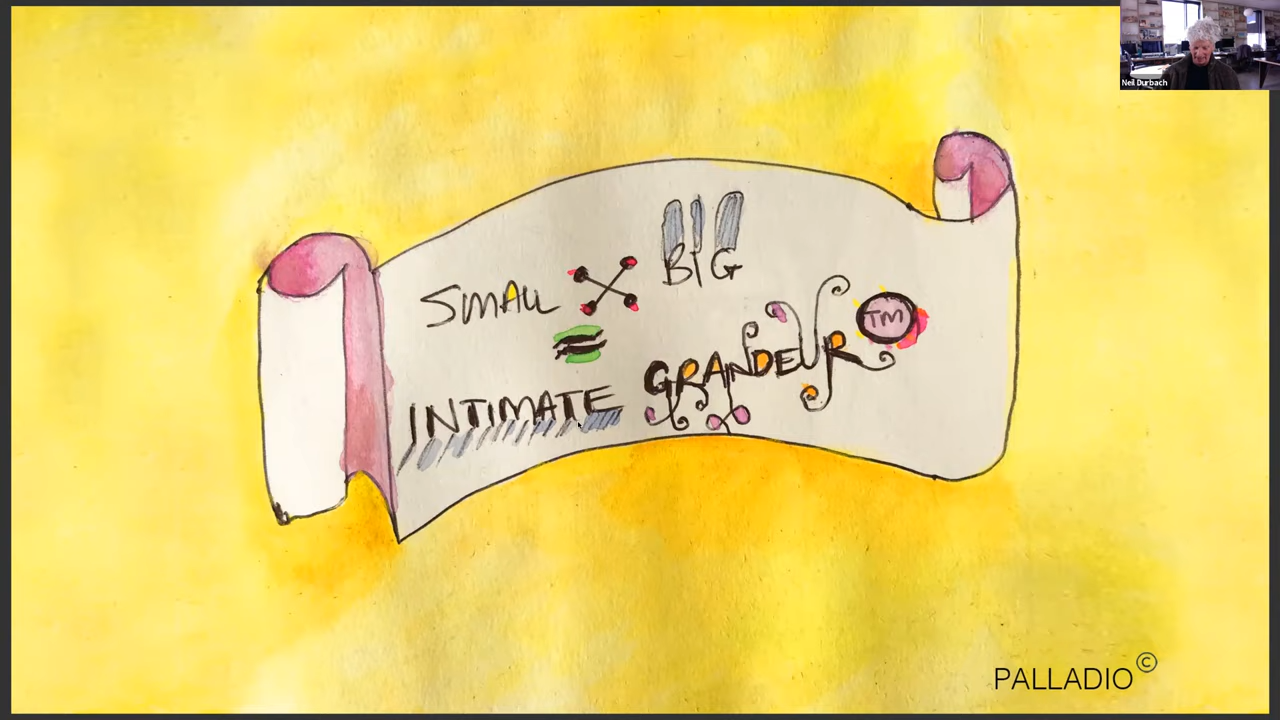 Neil Durbach
SMALL X BIG
=
INTIMATE GRANDEUR TM
PALLADIO©